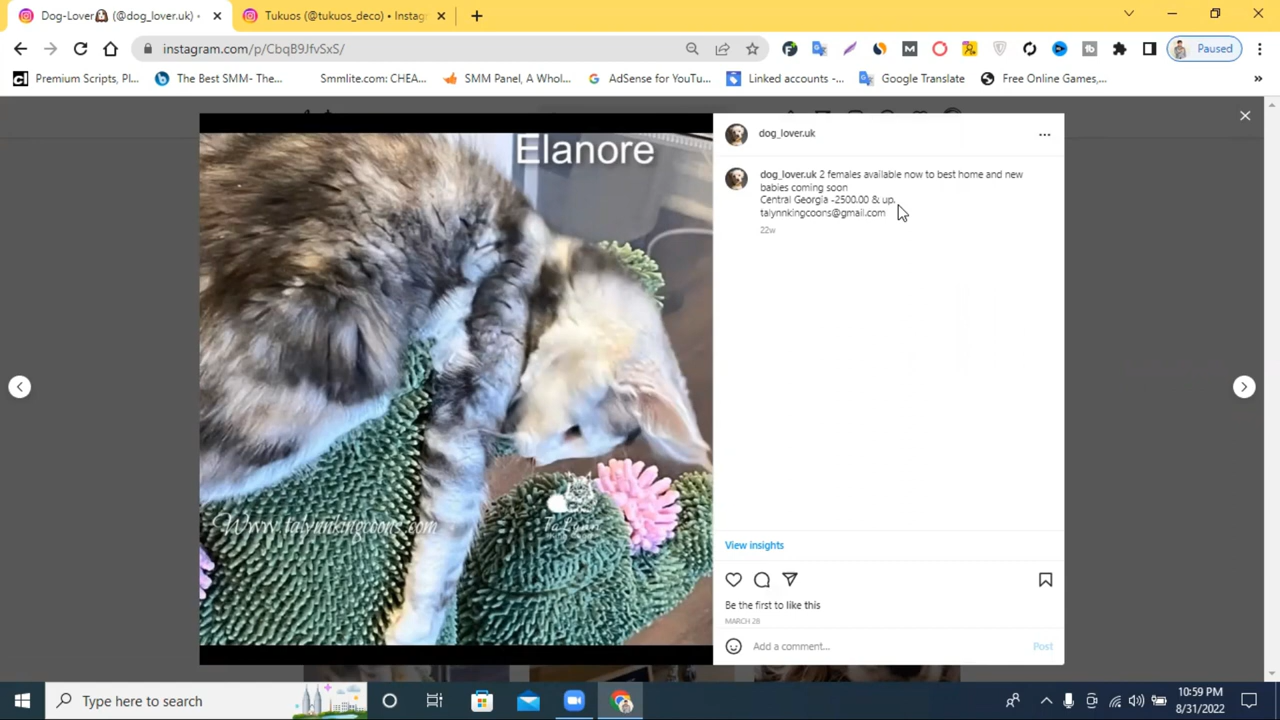 Dog-Lover (@dog_lover.uk) •
Tukuos (@tukuos_deco) • Instag
instagram.com/p/CbqB9JfvSxS/
Paused
Premium Scripts, Pl...
The Best SMM- The...
Smmlite.com: CHEA...
SMM Panel, A Whol...
AdSense for YouTu...
Linked accounts -...
Google Translate
Free Online Games,...
Elanore
Www.talynnkingcoons.com
TaLynn
dog_lover.uk
dog_lover.uk 2 females available now to best home and new
babies coming soon
Central Georgia -2500.00 & up.
talynnkingcoons@gmail.com
22w
View insights
Be the first to like this
MARCH 28
Add a comment...
Post
Type here to search
10:59 PM
8/31/2022